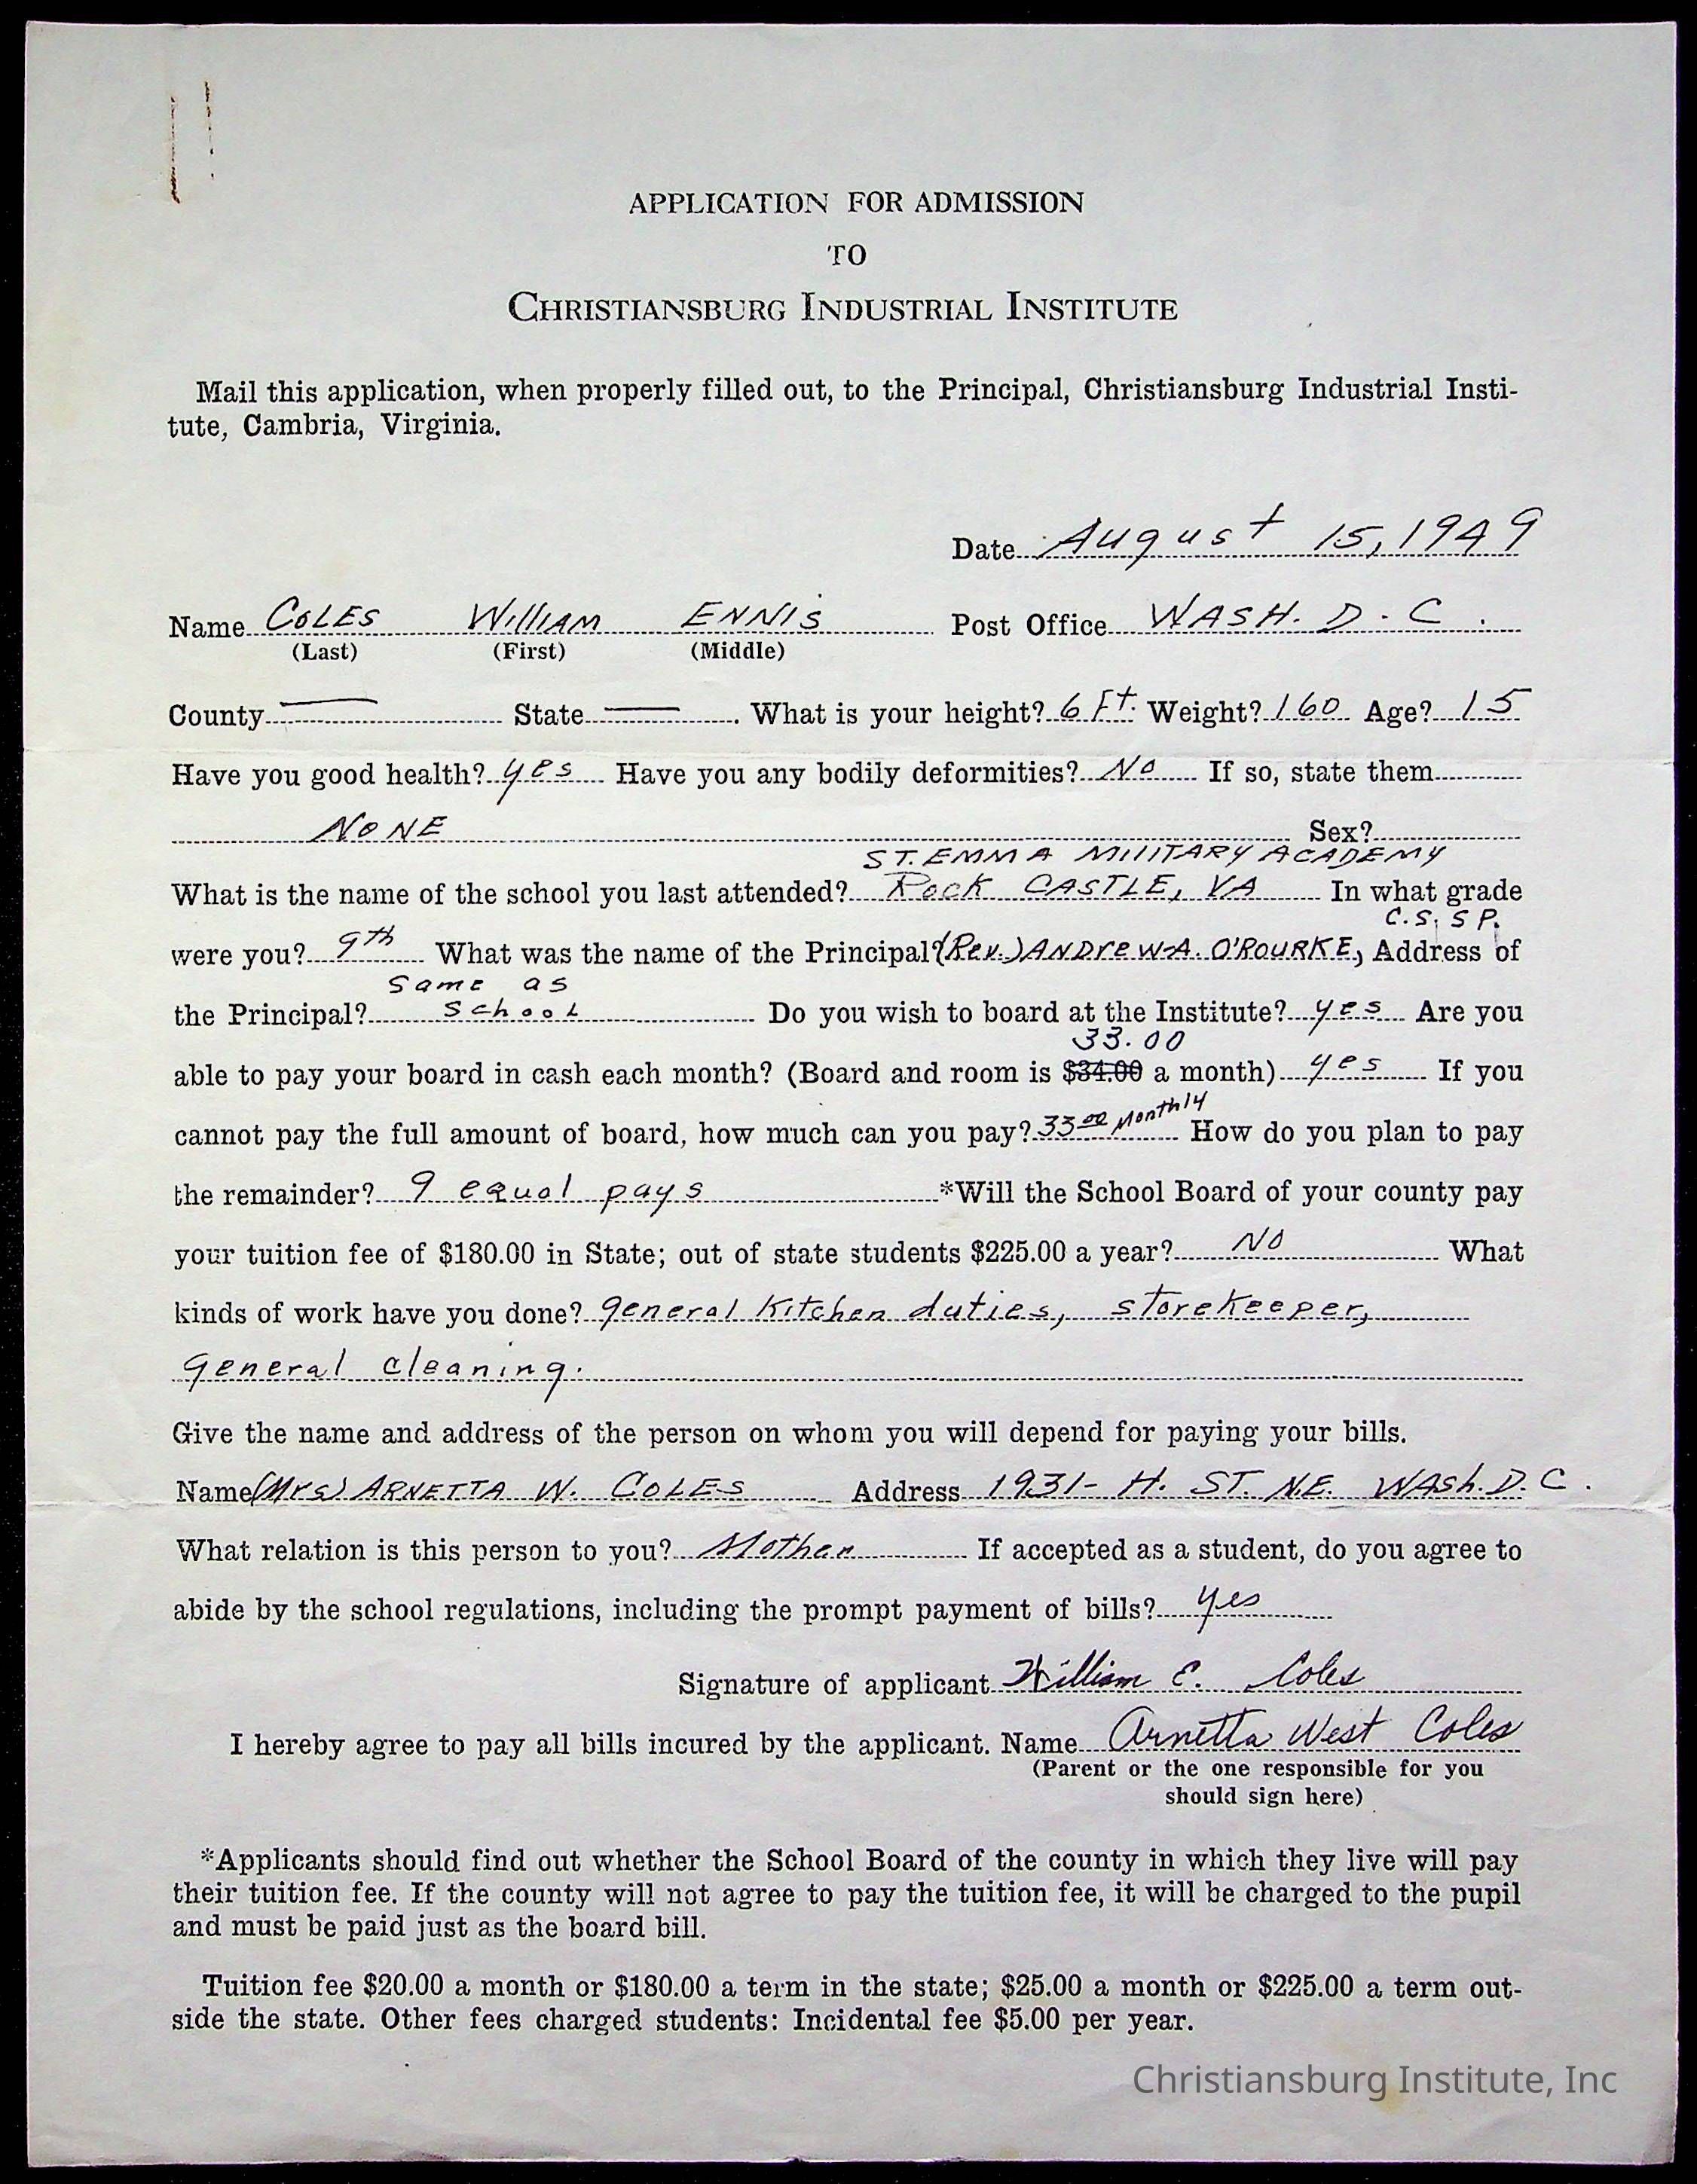 APPLICATION FOR ADMISSION
TO
CHRISTIANSBURG INDUSTRIAL INSTITUTE
Mail this application, when properly filled out, to the Principal, Christiansburg Industrial Insti-
tute, Cambria, Virginia.
Date August 15, 1949
Name COLES William ENNIS Post Office WASH. D.C.
(Last) (First) (Middle)
County — State —. What is your height? 6 Ft. Weight? 160 Age? 15
Have you good health? yes Have you any bodily deformities? No If so, state them
NONE Sex?
ST. EMMA MILITARY ACADEMY
What is the name of the school you last attended? Rock CASTLE, VA In what grade
C.S. SP.
were you? 9th What was the name of the Principal? (Rev.) ANDREW A. O'ROURKE, Address of
Same as
the Principal? School Do you wish to board at the Institute? yes Are you
33.00
able to pay your board in cash each month? (Board and room is $34.00 a month) yes If you
cannot pay the full amount of board, how much can you pay? 33.00 Monthly How do you plan to pay
the remainder? 9 equal pays *Will the School Board of your county pay
your tuition fee of $180.00 in State; out of state students $225.00 a year? NO What
kinds of work have you done? general Kitchen duties, storekeeper,
general cleaning.
Give the name and address of the person on whom you will depend for paying your bills.
Name (Mrs) ARNETTA W. COLES Address 1931- H. ST. N.E. WASh. D.C.
What relation is this person to you? Mother If accepted as a student, do you agree to
abide by the school regulations, including the prompt payment of bills? yes
Signature of applicant William E. Coles
I hereby agree to pay all bills incured by the applicant. Name Arnetta West Coles
(Parent or the one responsible for you
should sign here)
*Applicants should find out whether the School Board of the county in which they live will pay
their tuition fee. If the county will not agree to pay the tuition fee, it will be charged to the pupil
and must be paid just as the board bill.
Tuition fee $20.00 a month or $180.00 a term in the state; $25.00 a month or $225.00 a term out-
side the state. Other fees charged students: Incidental fee $5.00 per year.
Christiansburg Institute, Inc